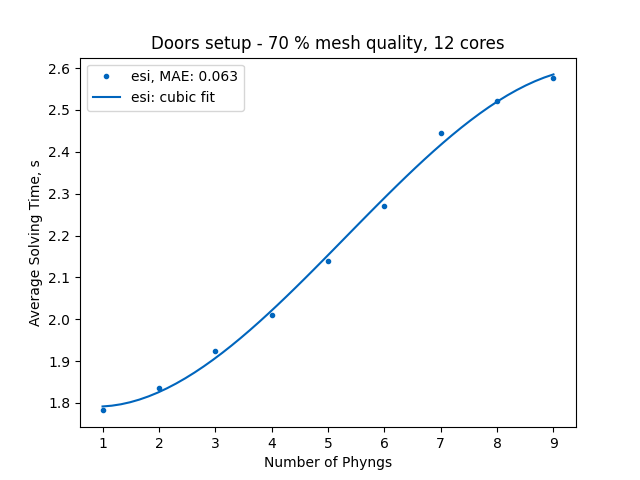 Doors setup - 70 % mesh quality, 12 cores
esi, MAE: 0.063
esi: cubic fit
Average Solving Time, s
2.6
2.5
2.4
2.3
2.2
2.1
2.0
1.9
1.8
1 2 3 4 5 6 7 8 9
Number of Phyngs